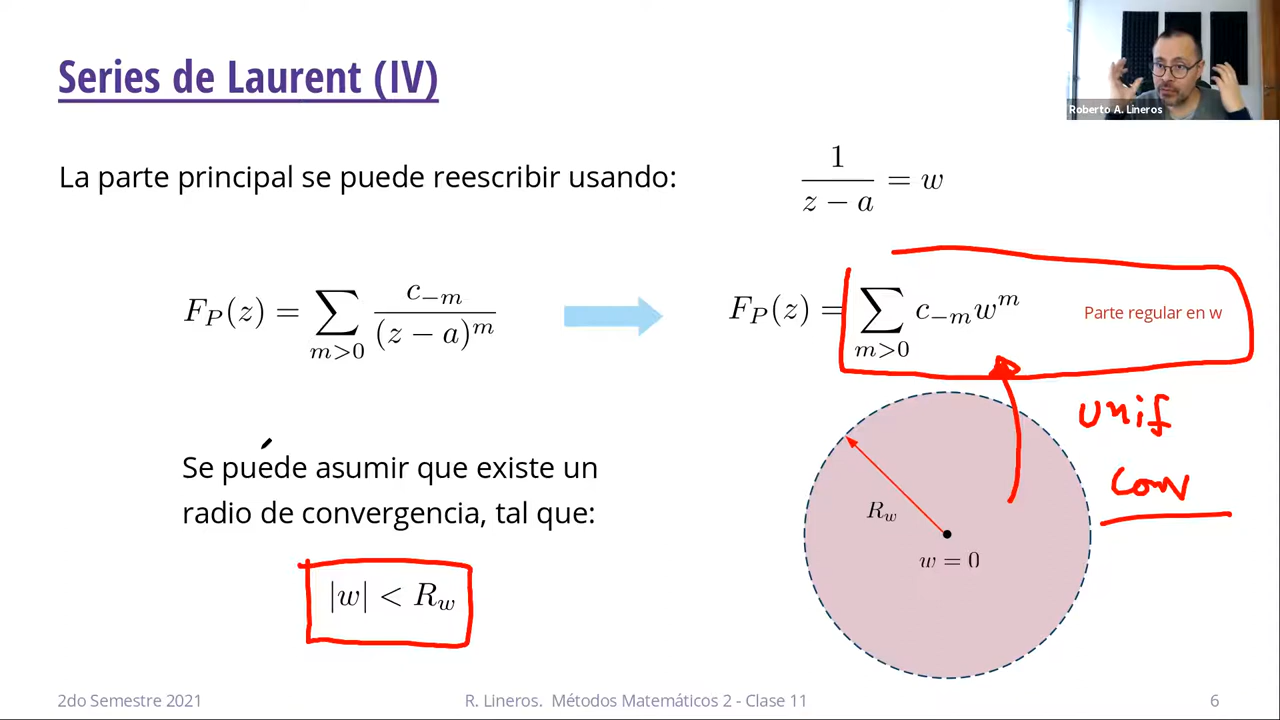 Series de Laurent (IV)
Roberto A. Lineros
La parte principal se puede reescribir usando:
1/(z − a) = w
F_P(z) = ∑_{m>0} c_{−m}/(z − a)^m
F_P(z) = ∑_{m>0} c_{−m} w^m
Parte regular en w
unif
conv
Se puede asumir que existe un
radio de convergencia, tal que:
|w| < R_w
R_w
w = 0
2do Semestre 2021
R. Lineros. Métodos Matemáticos 2 - Clase 11
6